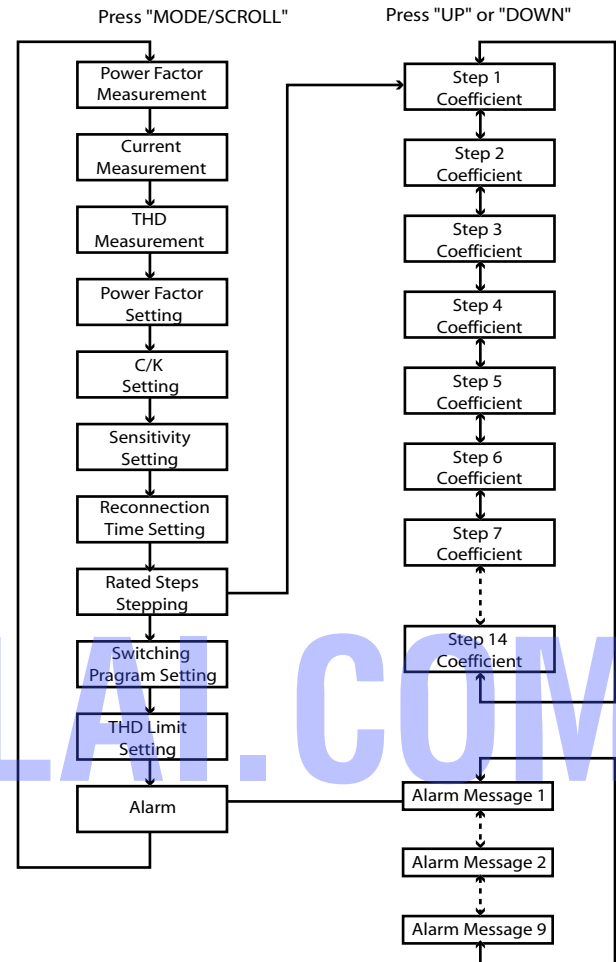 Press "MODE/SCROLL"
Power Factor
Measurement
Current
Measurement
THD
Measurement
Power Factor
Setting
C/K
Setting
Sensitivity
Setting
Reconnection
Time Setting
Rated Steps
Stepping
Switching
Pragram Setting
THD Limit
Setting
Alarm
Press "UP" or "DOWN"
Step 1
Coefficient
Step 2
Coefficient
Step 3
Coefficient
Step 4
Coefficient
Step 5
Coefficient
Step 6
Coefficient
Step 7
Coefficient
Step 14
Coefficient
Alarm Message 1
Alarm Message 2
Alarm Message 9
LAI.COM